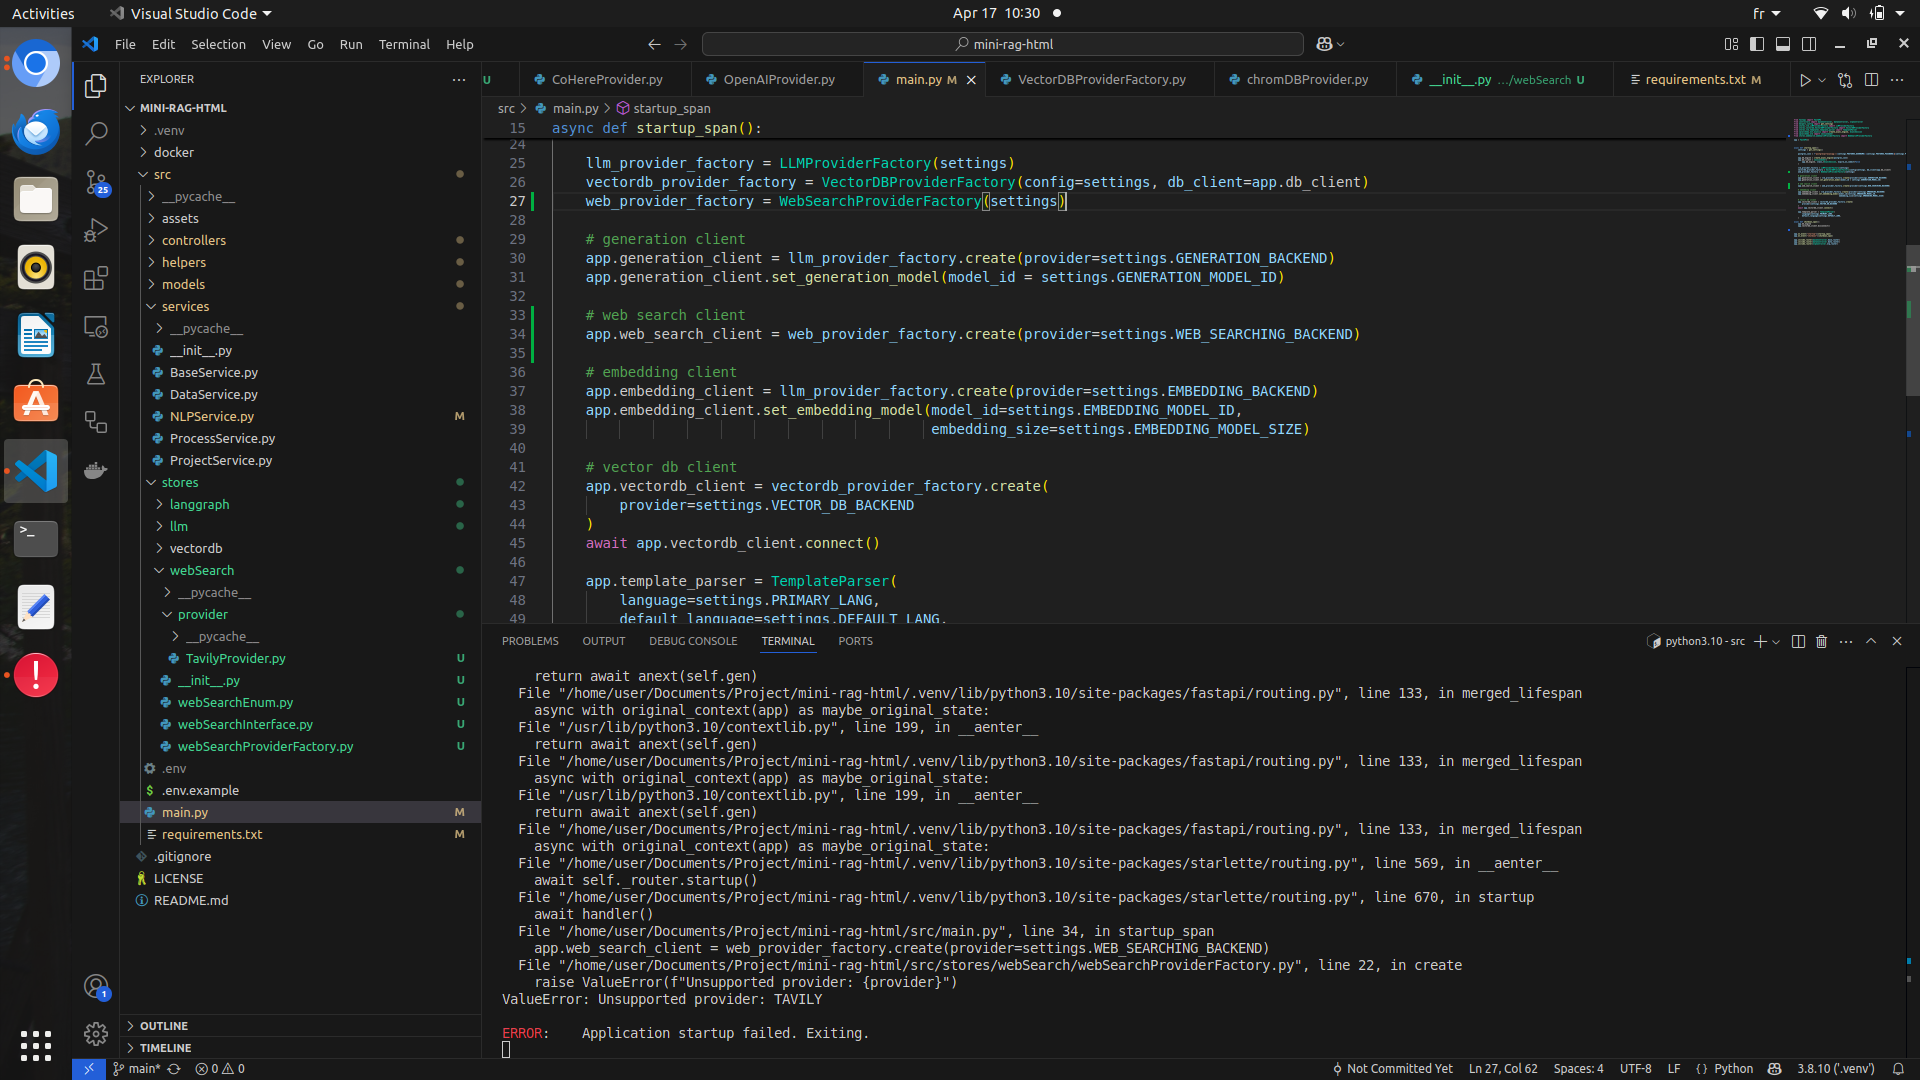 Activities
Visual Studio Code
Apr 17 10:30
fr
File Edit Selection View Go Run Terminal Help
mini-rag-html
EXPLORER
U
CoHereProvider.py
OpenAIProvider.py
main.py M
VectorDBProviderFactory.py
chromDBProvider.py
__init__.py .../webSearch U
requirements.txt M
src > main.py > startup_span
MINI-RAG-HTML
.venv
docker
src
__pycache__
assets
controllers
helpers
models
services
__pycache__
__init__.py
BaseService.py
DataService.py
NLPService.py M
ProcessService.py
ProjectService.py
stores
langgraph
llm
vectordb
webSearch
__pycache__
provider
__pycache__
TavilyProvider.py U
__init__.py U
webSearchEnum.py U
webSearchInterface.py U
webSearchProviderFactory.py U
.env
$ .env.example
main.py M
requirements.txt M
.gitignore
LICENSE
README.md
OUTLINE
TIMELINE
25
1
15 async def startup_span():
24
25 llm_provider_factory = LLMProviderFactory(settings)
26 vectordb_provider_factory = VectorDBProviderFactory(config=settings, db_client=app.db_client)
27 web_provider_factory = WebSearchProviderFactory(settings)
28
29 # generation client
30 app.generation_client = llm_provider_factory.create(provider=settings.GENERATION_BACKEND)
31 app.generation_client.set_generation_model(model_id = settings.GENERATION_MODEL_ID)
32
33 # web search client
34 app.web_search_client = web_provider_factory.create(provider=settings.WEB_SEARCHING_BACKEND)
35
36 # embedding client
37 app.embedding_client = llm_provider_factory.create(provider=settings.EMBEDDING_BACKEND)
38 app.embedding_client.set_embedding_model(model_id=settings.EMBEDDING_MODEL_ID,
39 embedding_size=settings.EMBEDDING_MODEL_SIZE)
40
41 # vector db client
42 app.vectordb_client = vectordb_provider_factory.create(
43 provider=settings.VECTOR_DB_BACKEND
44 )
45 await app.vectordb_client.connect()
46
47 app.template_parser = TemplateParser(
48 language=settings.PRIMARY_LANG,
49 default_language=settings.DEFAULT_LANG,
PROBLEMS OUTPUT DEBUG CONSOLE TERMINAL PORTS
python3.10 - src
return await anext(self.gen)
File "/home/user/Documents/Project/mini-rag-html/.venv/lib/python3.10/site-packages/fastapi/routing.py", line 133, in merged_lifespan
async with original_context(app) as maybe_original_state:
File "/usr/lib/python3.10/contextlib.py", line 199, in __aenter__
return await anext(self.gen)
File "/home/user/Documents/Project/mini-rag-html/.venv/lib/python3.10/site-packages/fastapi/routing.py", line 133, in merged_lifespan
async with original_context(app) as maybe_original_state:
File "/usr/lib/python3.10/contextlib.py", line 199, in __aenter__
return await anext(self.gen)
File "/home/user/Documents/Project/mini-rag-html/.venv/lib/python3.10/site-packages/fastapi/routing.py", line 133, in merged_lifespan
async with original_context(app) as maybe_original_state:
File "/home/user/Documents/Project/mini-rag-html/.venv/lib/python3.10/site-packages/starlette/routing.py", line 569, in __aenter__
await self._router.startup()
File "/home/user/Documents/Project/mini-rag-html/.venv/lib/python3.10/site-packages/starlette/routing.py", line 670, in startup
await handler()
File "/home/user/Documents/Project/mini-rag-html/src/main.py", line 34, in startup_span
app.web_search_client = web_provider_factory.create(provider=settings.WEB_SEARCHING_BACKEND)
File "/home/user/Documents/Project/mini-rag-html/src/stores/webSearch/webSearchProviderFactory.py", line 22, in create
raise ValueError(f"Unsupported provider: {provider}")
ValueError: Unsupported provider: TAVILY
ERROR: Application startup failed. Exiting.
main*
0 0
Not Committed Yet
Ln 27, Col 62
Spaces: 4
UTF-8
LF
{} Python
3.8.10 ('.venv')